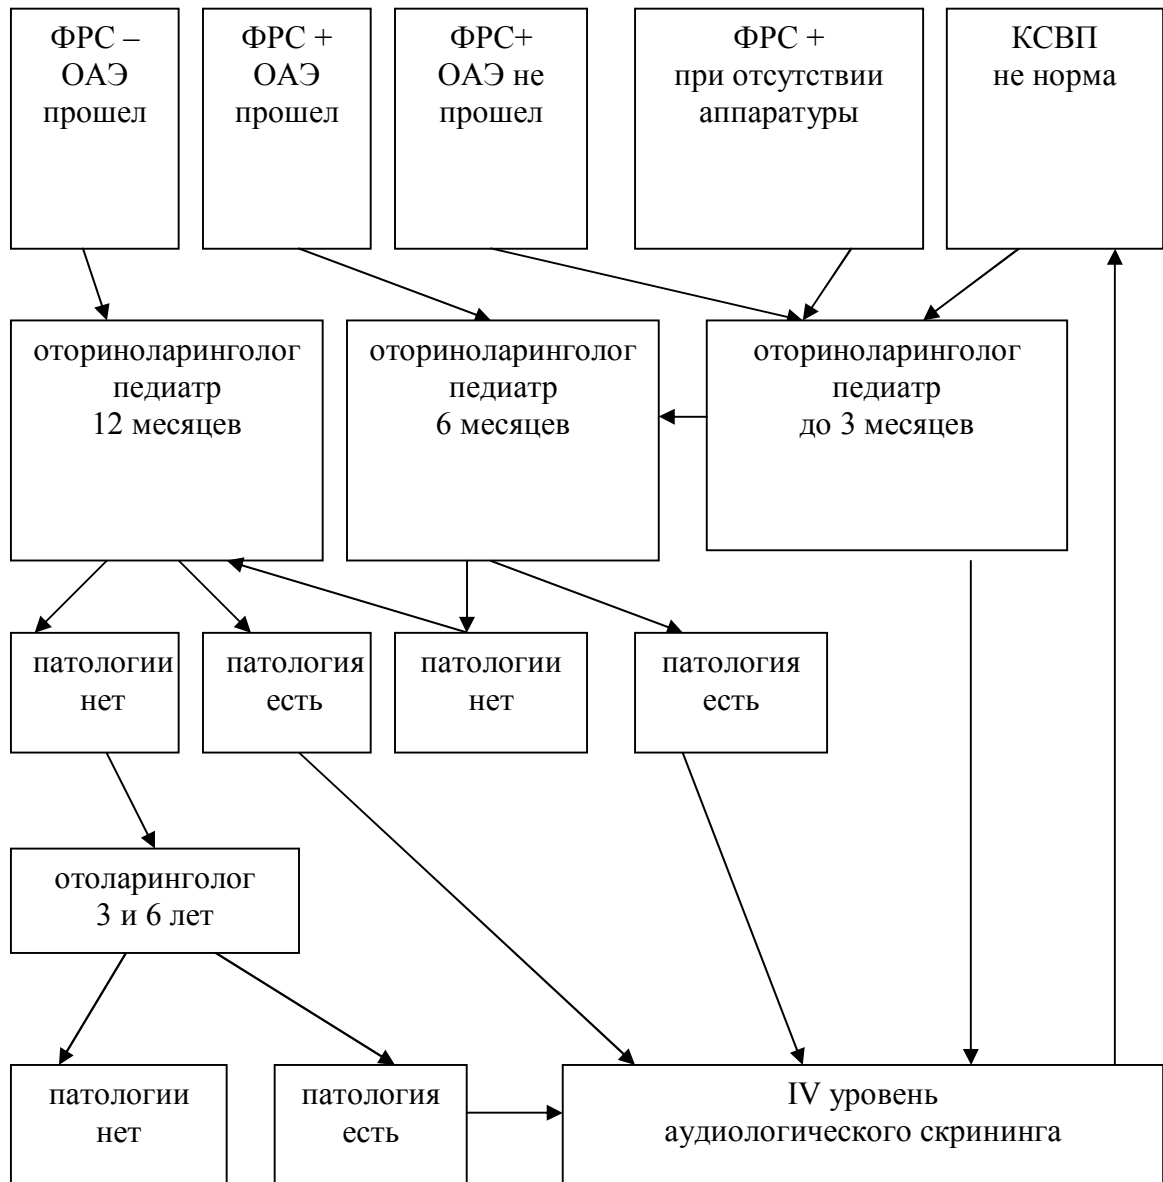 ФРС –
ОАЭ
прошел
ФРС +
ОАЭ
прошел
ФРС+
ОАЭ не
прошел
ФРС +
при отсутствии
аппаратуры
КСВП
не норма
оториноларинголог
педиатр
12 месяцев
оториноларинголог
педиатр
6 месяцев
оториноларинголог
педиатр
до 3 месяцев
патологии
нет
патология
есть
патологии
нет
патология
есть
отоларинголог
3 и 6 лет
патологии
нет
патология
есть
IV уровень
аудиологического скрининга